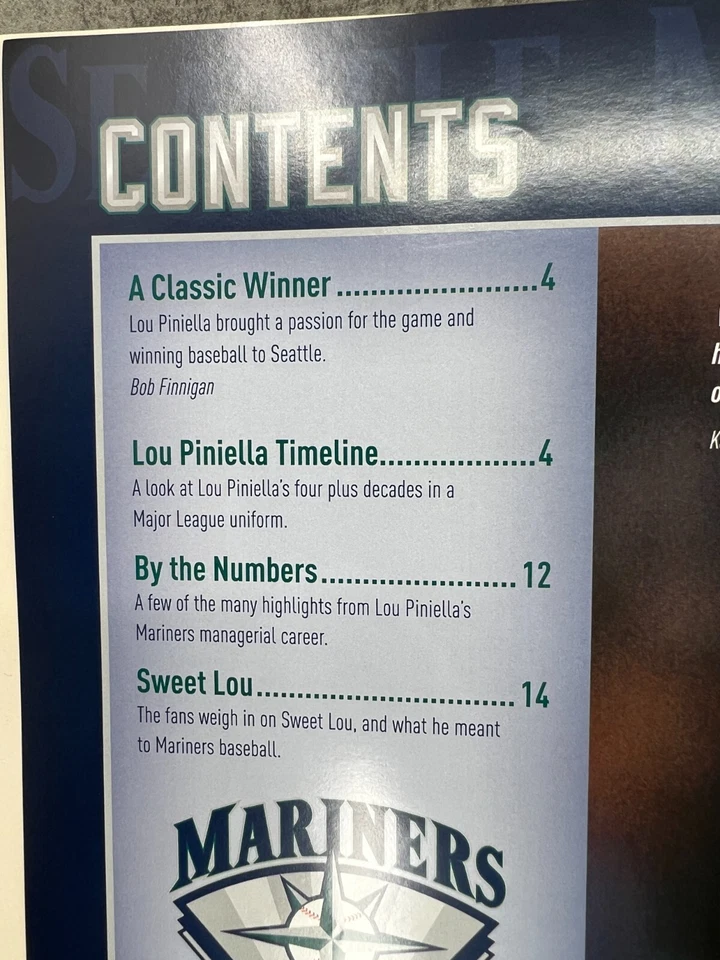 SEATTLE M
CONTENTS
A Classic Winner.........................4
Lou Piniella brought a passion for the game and
winning baseball to Seattle.
Bob Finnigan
Lou Piniella Timeline...................4
A look at Lou Piniella's four plus decades in a
Major League uniform.
By the Numbers........................12
A few of the many highlights from Lou Piniella's
Mariners managerial career.
Sweet Lou................................14
The fans weigh in on Sweet Lou, and what he meant
to Mariners baseball.
MARINERS